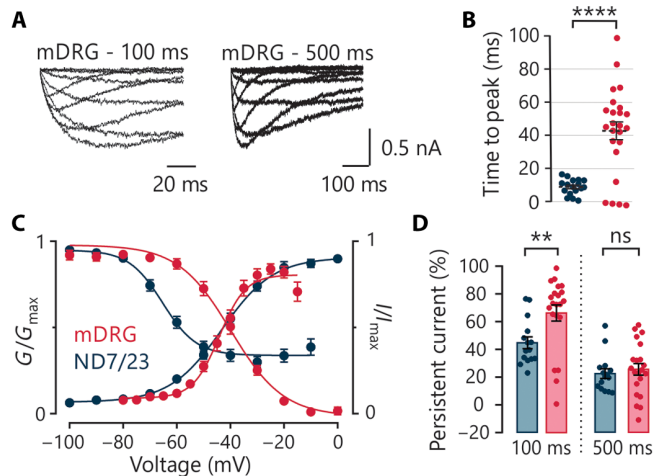 A
mDRG - 100 ms
mDRG - 500 ms
0.5 nA
20 ms
100 ms
B
****
Time to peak (ms)
100
80
60
40
20
0
C
1
1
G/Gmax
I/Imax
mDRG
ND7/23
0
0
−100
−80
−60
−40
−20
0
Voltage (mV)
D
**
ns
Persistent current (%)
100
80
60
40
20
0
−20
100 ms
500 ms